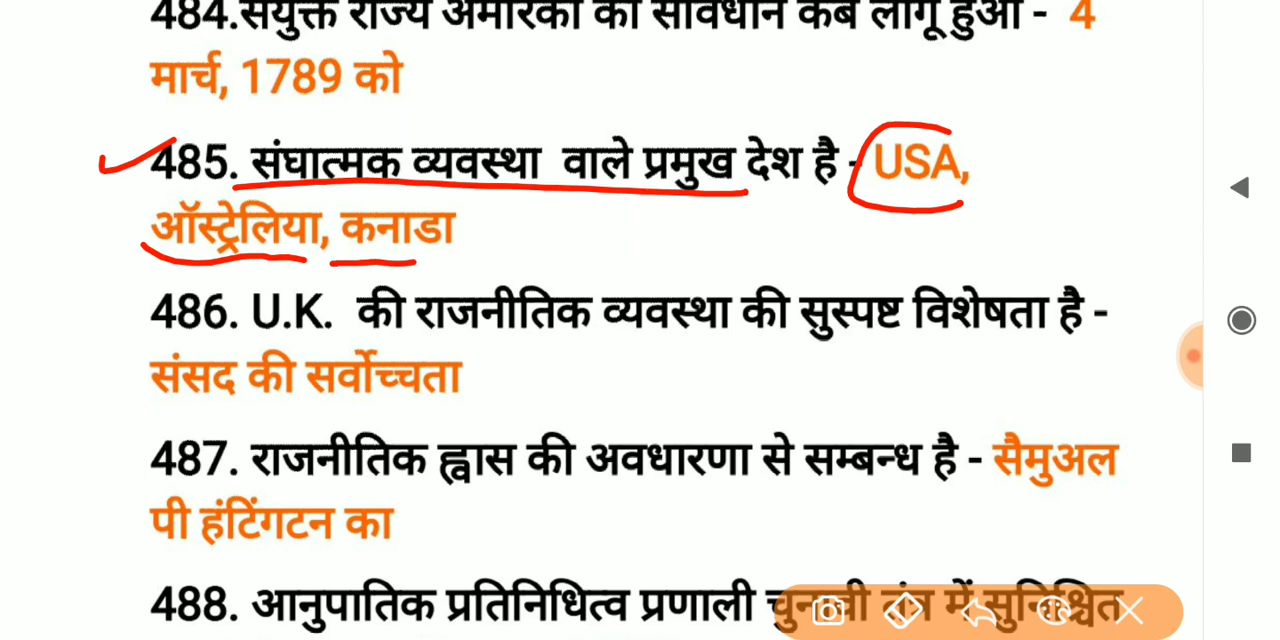 484.संयुक्त राज्य अमेरिका का संविधान कब लागू हुआ - 4
मार्च, 1789 को
485. संघात्मक व्यवस्था वाले प्रमुख देश है - USA,
ऑस्ट्रेलिया, कनाडा
486. U.K. की राजनीतिक व्यवस्था की सुस्पष्ट विशेषता है -
संसद की सर्वोच्चता
487. राजनीतिक ह्वास की अवधारणा से सम्बन्ध है - सैमुअल
पी हंटिंगटन का
488. आनुपातिक प्रतिनिधित्व प्रणाली चुनावी तंत्र में सुनिश्चित